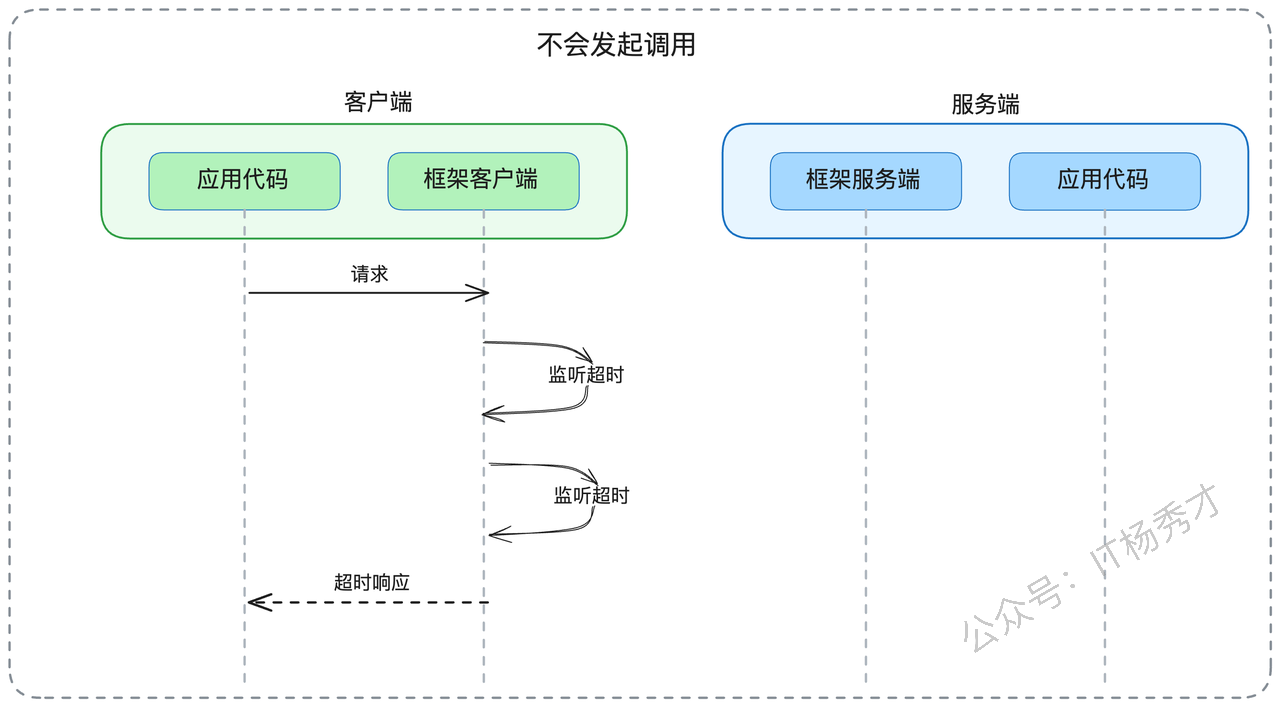 不会发起调用
客户端
服务端
应用代码
框架客户端
框架服务端
应用代码
请求
监听超时
监听超时
超时响应
公众号：IT杨秀才